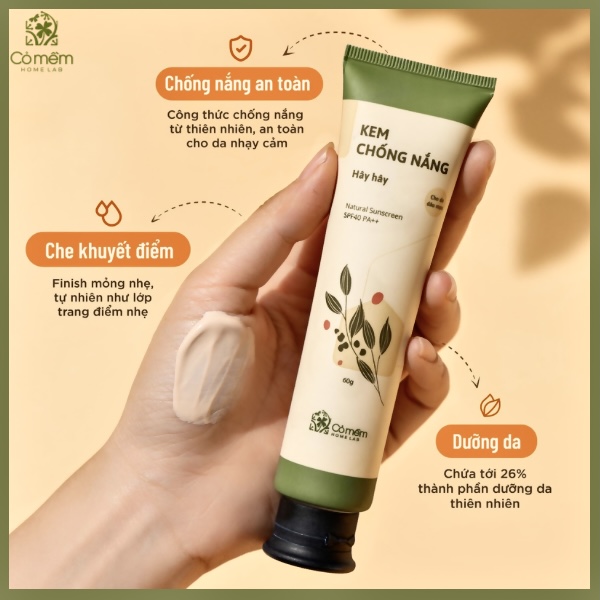 Cỏ mềm
HOME LAB
Chống nắng an toàn
Công thức chống nắng
từ thiên nhiên, an toàn
cho da nhạy cảm
KEM
CHỐNG NẮNG
Hây hây
Natural Sunscreen
SPF40 PA++
Che khuyết điểm
Finish mỏng nhẹ,
tự nhiên như lớp
trang điểm nhẹ
60g
Cỏ mềm
HOME LAB
Dưỡng da
Chứa tới 26%
thành phần dưỡng da
thiên nhiên